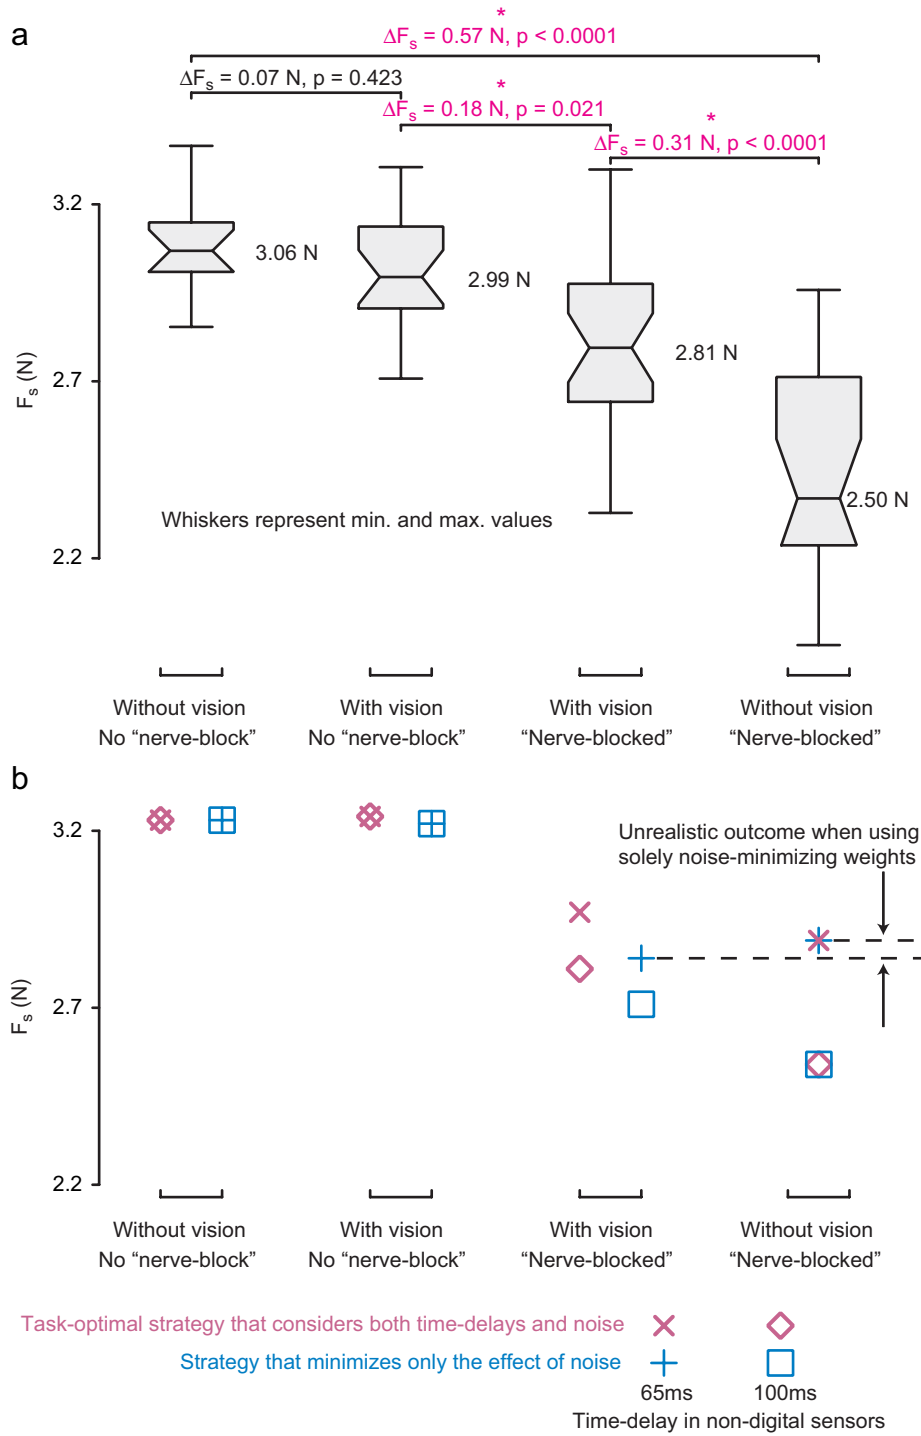 a
*
ΔFₛ = 0.57 N, p < 0.0001
ΔFₛ = 0.07 N, p = 0.423
*
ΔFₛ = 0.18 N, p = 0.021
*
ΔFₛ = 0.31 N, p < 0.0001
3.2
3.06 N
2.99 N
2.81 N
2.7
Fₛ (N)
2.50 N
Whiskers represent min. and max. values
2.2
Without vision
No “nerve-block”
With vision
No “nerve-block”
With vision
“Nerve-blocked”
Without vision
“Nerve-blocked”
b
3.2
Unrealistic outcome when using
solely noise-minimizing weights
2.7
Fₛ (N)
2.2
Without vision
No “nerve-block”
With vision
No “nerve-block”
With vision
“Nerve-blocked”
Without vision
“Nerve-blocked”
Task-optimal strategy that considers both time-delays and noise
Strategy that minimizes only the effect of noise
65ms 100ms
Time-delay in non-digital sensors